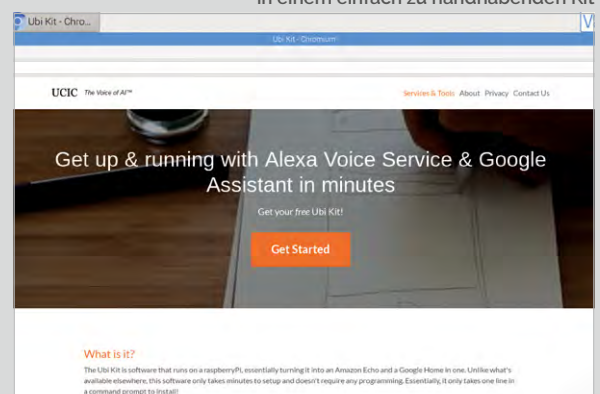 in einem einfach zu handhabenden Kit
Ubi Kit - Chro...
Ubi Kit - Chromium
UCIC The Voice of AI™ Services & Tools About Privacy Contact Us
Get up & running with Alexa Voice Service & Google
Assistant in minutes
Get your free Ubi Kit!
Get Started
What is it?
The Ubi Kit is software that runs on a raspberryPi, essentially turning it into an Amazon Echo and a Google Home in one. Unlike what's
available elsewhere, this software only takes minutes to setup and doesn't require any programming. Essentially, it only takes one line in
a command prompt to install!